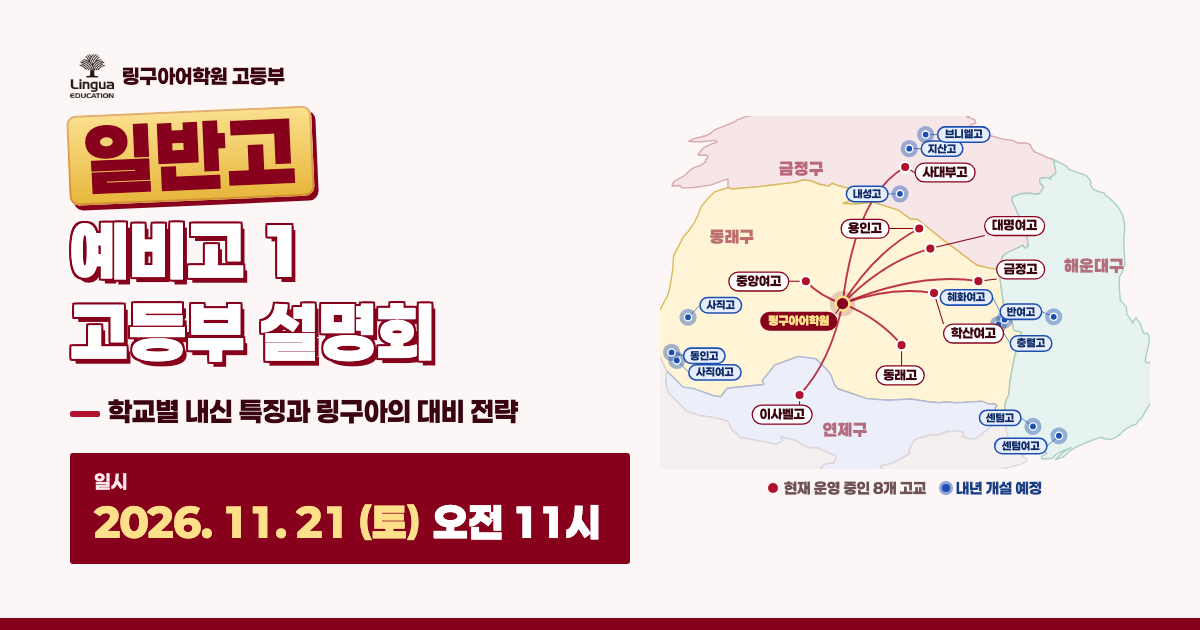 Lingua
EDUCATION
링구아어학원 고등부
일반고
예비고 1
고등부 설명회
학교별 내신 특징과 링구아의 대비 전략
일시
2026. 11. 21 (토) 오전 11시
브니엘고
지산고
금정구
사대부고
내성고
대명여고
용인고
동래구
해운대구
금정고
중앙여고
혜화여고
사직고
반여고
링구아어학원
학산여고
충렬고
동인고
사직여고
동래고
이사벨고
센텀고
연제구
센텀여고
현재 운영 중인 8개 고교
내년 개설 예정